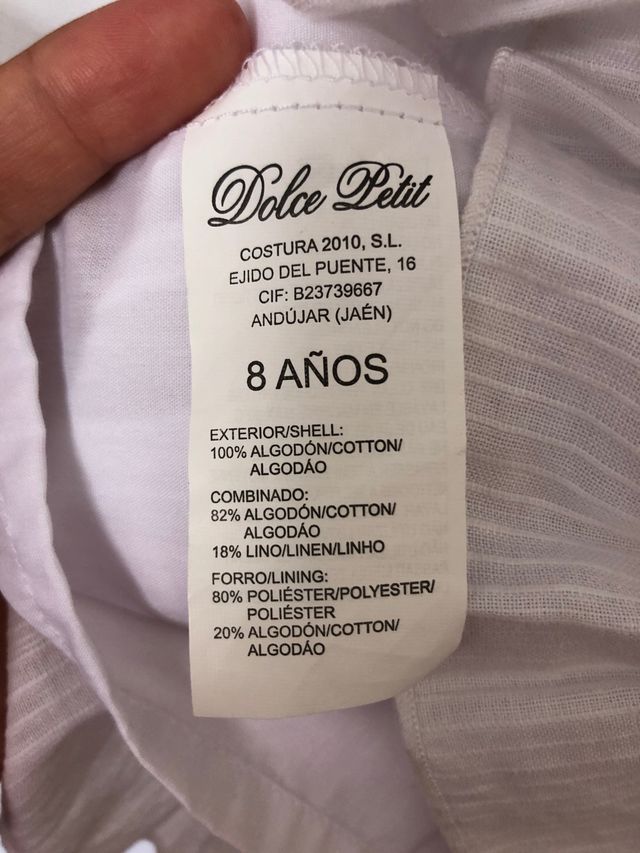 Dolce Petit
COSTURA 2010, S.L.
EJIDO DEL PUENTE, 16
CIF: B23739667
ANDÚJAR (JAÉN)
8 AÑOS
EXTERIOR/SHELL:
100% ALGODÓN/COTTON/
ALGODÁO
COMBINADO:
82% ALGODÓN/COTTON/
ALGODÁO
18% LINO/LINEN/LINHO
FORRO/LINING:
80% POLIÉSTER/POLYESTER/
POLIÉSTER
20% ALGODÓN/COTTON/
ALGODÁO